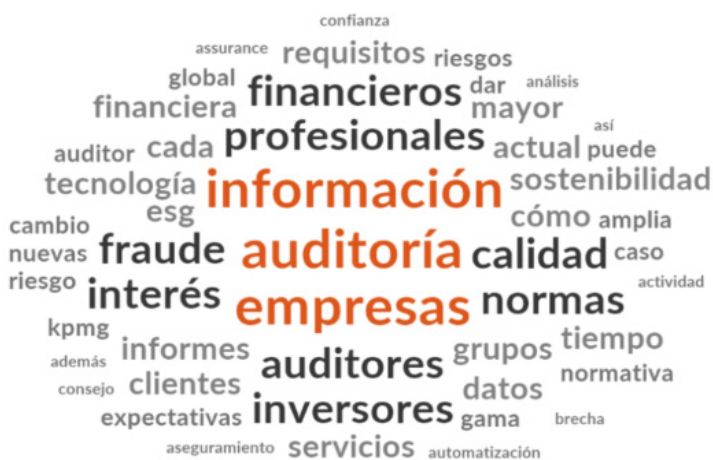 confianza
assurance requisitos riesgos
global financieros dar análisis
financiera mayor
así
auditor cada profesionales actual puede
tecnología información sostenibilidad
esg cómo amplia
cambio
nuevas fraude auditoría calidad caso
riesgo interés empresas normas actividad
kpmg informes auditores grupos tiempo
además normativa
consejo clientes datos
expectativas inversores gama brecha
aseguramiento servicios automatización